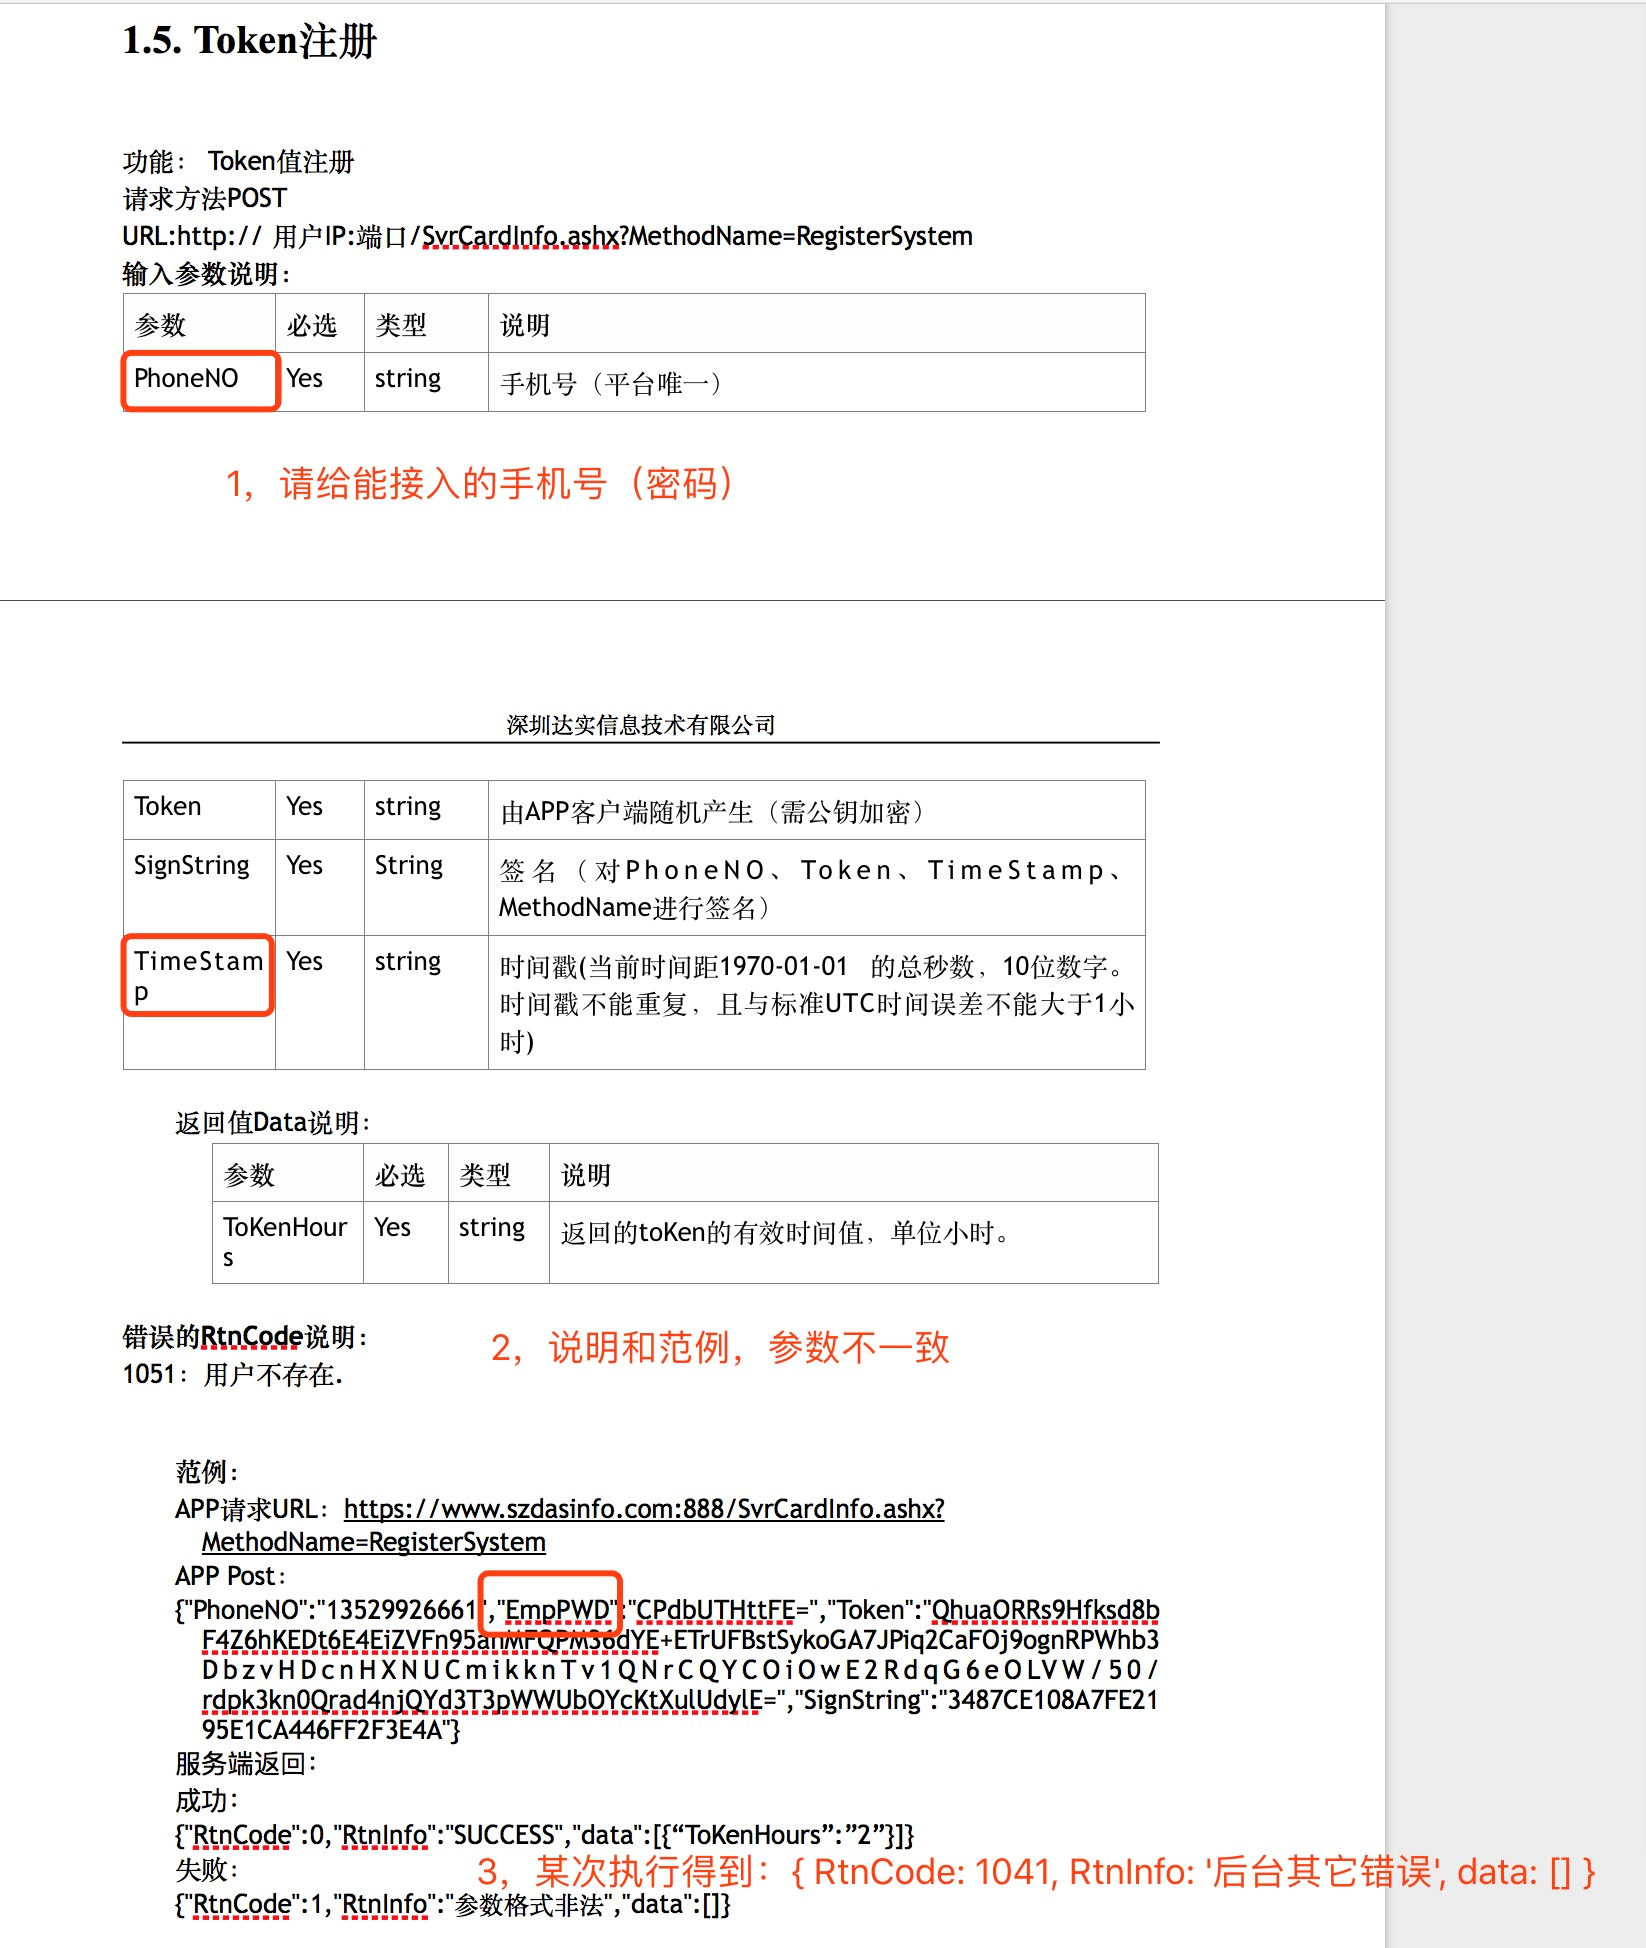 1.5. Token注册
功能： Token值注册
请求方法POST
URL:http:// 用户IP:端口/SvrCardInfo.ashx?MethodName=RegisterSystem
输入参数说明：
参数 必选 类型 说明
PhoneNO Yes string 手机号（平台唯一）
1，请给能接入的手机号（密码）
深圳达实信息技术有限公司
Token Yes string 由APP客户端随机产生（需公钥加密）
SignString Yes String 签名（对PhoneNO、Token、TimeStamp、
MethodName进行签名）
TimeStam Yes string 时间戳(当前时间距1970-01-01 的总秒数，10位数字。
p 时间戳不能重复，且与标准UTC时间误差不能大于1小
时)
返回值Data说明：
参数 必选 类型 说明
ToKenHour Yes string 返回的toKen的有效时间值，单位小时。
s
错误的RtnCode说明：
2，说明和范例，参数不一致
1051：用户不存在.
范例：
APP请求URL：https://www.szdasinfo.com:888/SvrCardInfo.ashx?
MethodName=RegisterSystem
APP Post：
{"PhoneNO":"13529926661","EmpPWD":"CPdbUTHttFE=","Token":"QhuaORRs9Hfksd8b
F4Z6hKEDt6E4EiZVFn95anMFQPM36dYE+ETrUFBstSykoGA7JPiq2CaFOj9ognRPWhb3
DbzvHDcnHXNUCmikknTv1QNrCQYCOiOwE2RdqG6eOLVW/50/
rdpk3kn0Qrad4njQYd3T3pWWUbOYcKtXulUdylE=","SignString":"3487CE108A7FE21
95E1CA446FF2F3E4A"}
服务端返回：
成功：
{"RtnCode":0,"RtnInfo":"SUCCESS","data":[{“ToKenHours”:”2”}]}
失败：
3，某次执行得到：{ RtnCode: 1041, RtnInfo: '后台其它错误', data: [] }
{"RtnCode":1,"RtnInfo":"参数格式非法","data":[]}